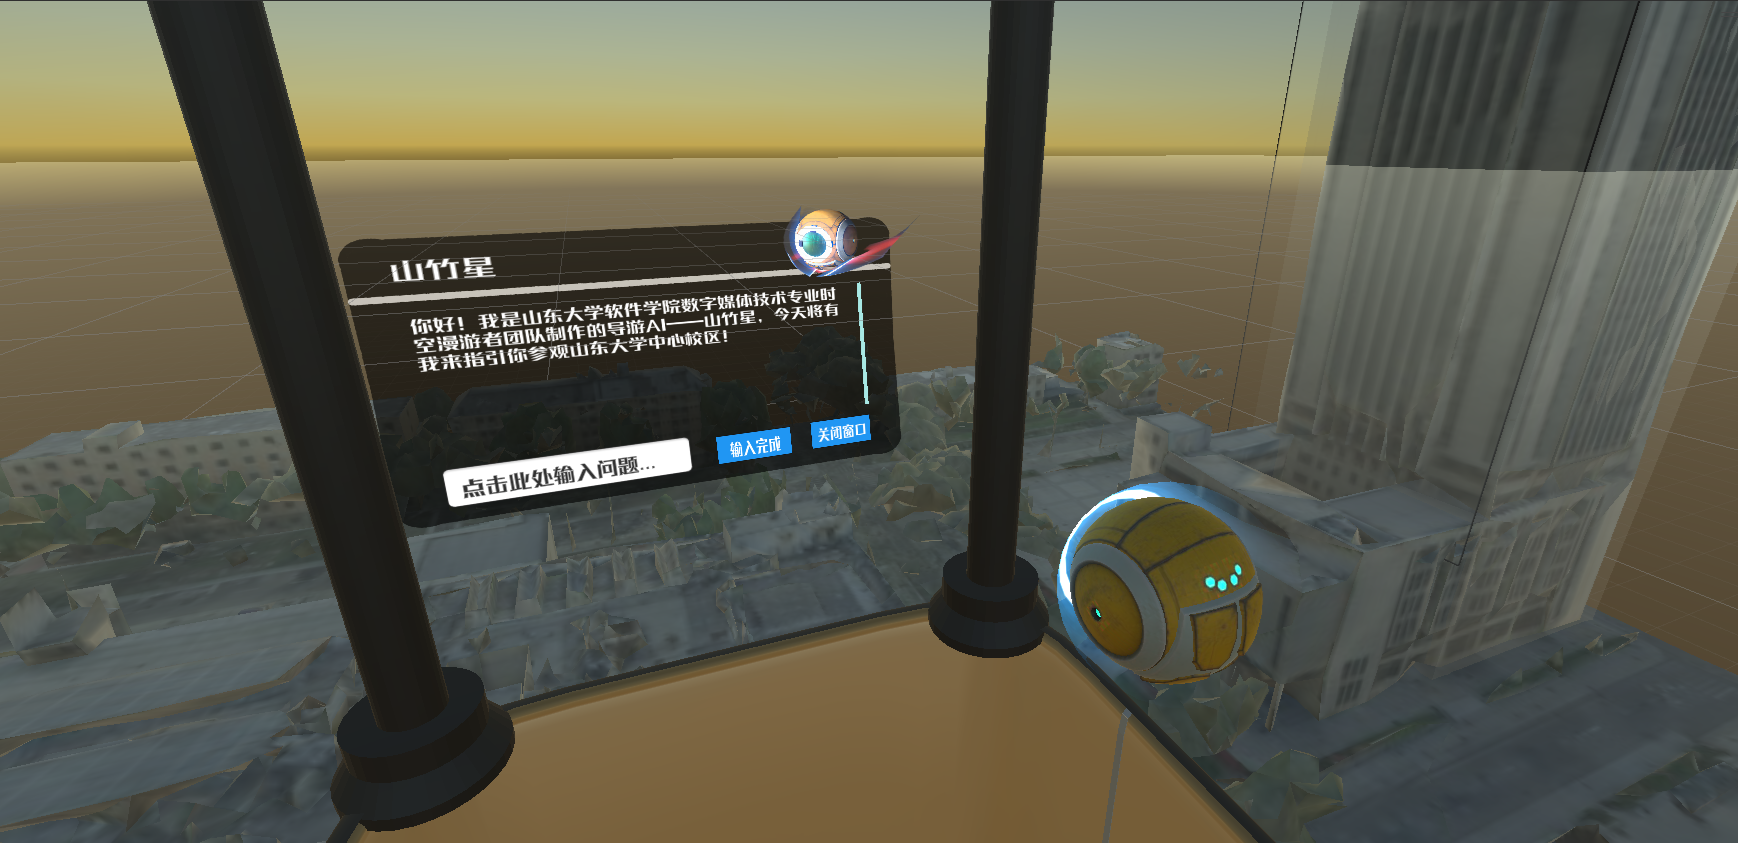 山竹星
你好！我是山东大学软件学院数字媒体技术专业时
空漫游者团队制作的导游AI——山竹星，今天将有
我来指引你参观山东大学中心校区！
点击此处输入问题...
输入完成
关闭窗口